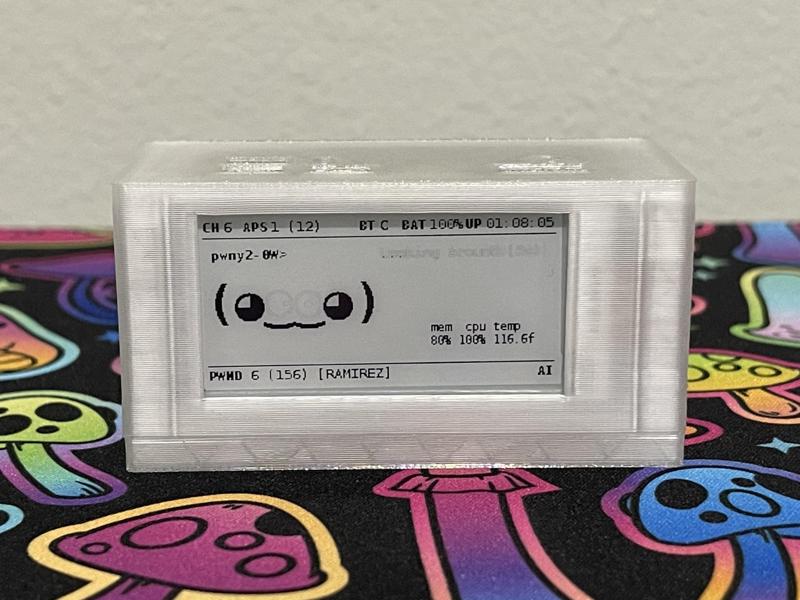 CH 6 APS 1 (12) BT C BAT 100% UP 01:08:05
pwny2-0W>
(◕‿‿◕)
mem cpu temp
80% 100% 116.6f
PWND 6 (156) [RAMIREZ] AI